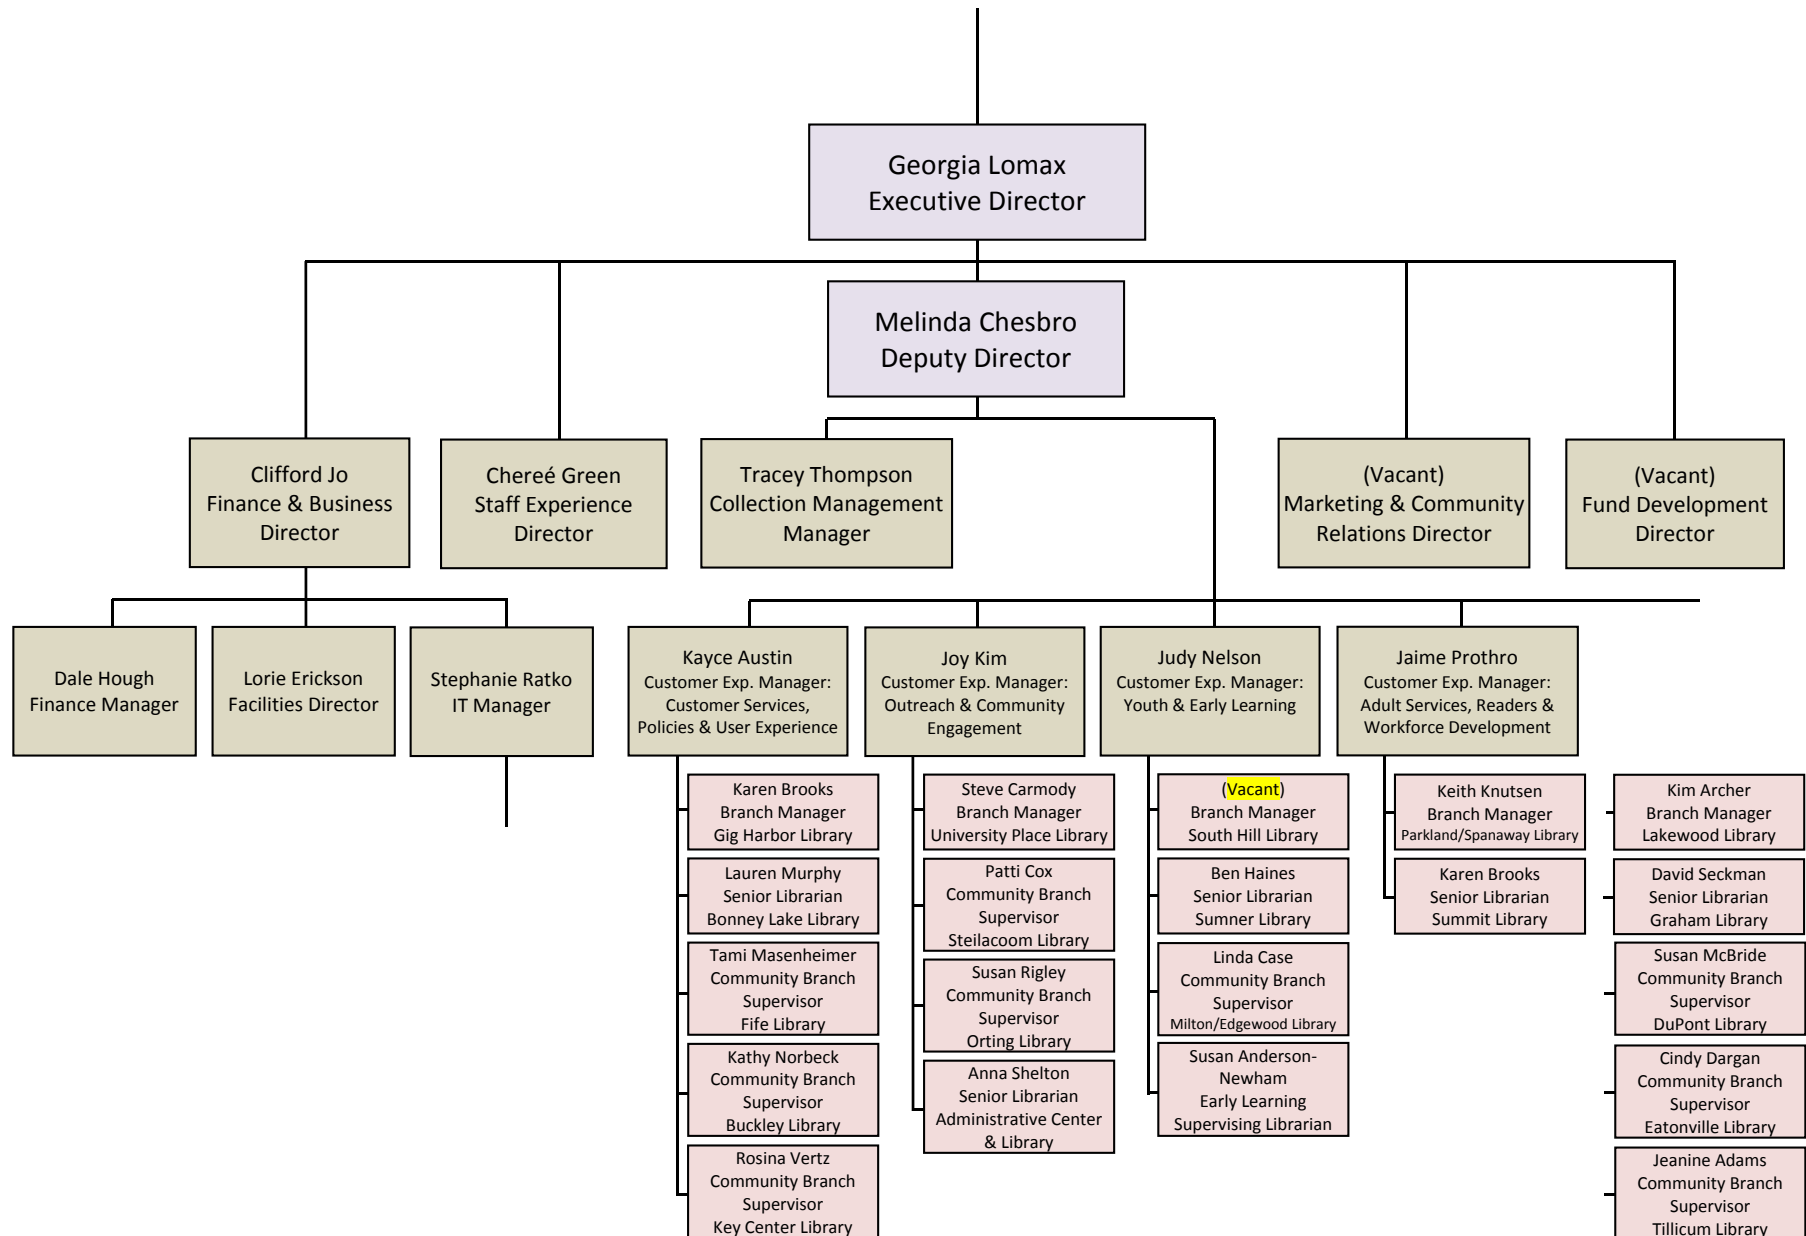 Georgia Lomax
Executive Director
Melinda Chesbro
Deputy Director
Clifford Jo
Finance & Business
Director
Chereé Green
Staff Experience
Director
Tracey Thompson
Collection Management
Manager
(Vacant)
Marketing & Community
Relations Director
(Vacant)
Fund Development
Director
Dale Hough
Finance Manager
Lorie Erickson
Facilities Director
Stephanie Ratko
IT Manager
Kayce Austin
Customer Exp. Manager:
Customer Services,
Policies & User Experience
Joy Kim
Customer Exp. Manager:
Outreach & Community
Engagement
Judy Nelson
Customer Exp. Manager:
Youth & Early Learning
Jaime Prothro
Customer Exp. Manager:
Adult Services, Readers &
Workforce Development
Karen Brooks
Branch Manager
Gig Harbor Library
Lauren Murphy
Senior Librarian
Bonney Lake Library
Tami Masenheimer
Community Branch
Supervisor
Fife Library
Kathy Norbeck
Community Branch
Supervisor
Buckley Library
Rosina Vertz
Community Branch
Supervisor
Key Center Library
Steve Carmody
Branch Manager
University Place Library
Patti Cox
Community Branch
Supervisor
Steilacoom Library
Susan Rigley
Community Branch
Supervisor
Orting Library
Anna Shelton
Senior Librarian
Administrative Center
& Library
(Vacant)
Branch Manager
South Hill Library
Ben Haines
Senior Librarian
Sumner Library
Linda Case
Community Branch
Supervisor
Milton/Edgewood Library
Susan Anderson-
Newham
Early Learning
Supervising Librarian
Keith Knutsen
Branch Manager
Parkland/Spanaway Library
Karen Brooks
Senior Librarian
Summit Library
Kim Archer
Branch Manager
Lakewood Library
David Seckman
Senior Librarian
Graham Library
Susan McBride
Community Branch
Supervisor
DuPont Library
Cindy Dargan
Community Branch
Supervisor
Eatonville Library
Jeanine Adams
Community Branch
Supervisor
Tillicum Library